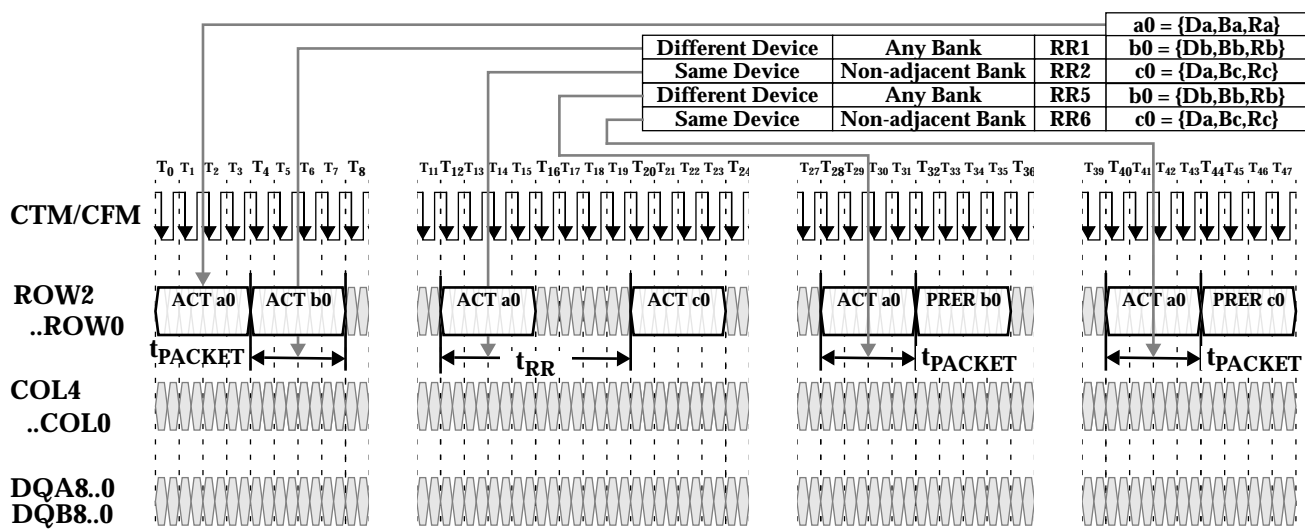 a0 = {Da,Ba,Ra}
Different Device Any Bank RR1 b0 = {Db,Bb,Rb}
Same Device Non-adjacent Bank RR2 c0 = {Da,Bc,Rc}
Different Device Any Bank RR5 b0 = {Db,Bb,Rb}
Same Device Non-adjacent Bank RR6 c0 = {Da,Bc,Rc}
T0 T1 T2 T3 T4 T5 T6 T7 T8 T11 T12 T13 T14 T15 T16 T17 T18 T19 T20 T21 T22 T23 T24 T27 T28 T29 T30 T31 T32 T33 T34 T35 T36 T39 T40 T41 T42 T43 T44 T45 T46 T47
CTM/CFM
ROW2 ACT a0 ACT b0 ACT a0 ACT c0 ACT a0 PRER b0 ACT a0 PRER c0
..ROW0
tPACKET tRR tPACKET tPACKET
COL4
..COL0
DQA8..0
DQB8..0